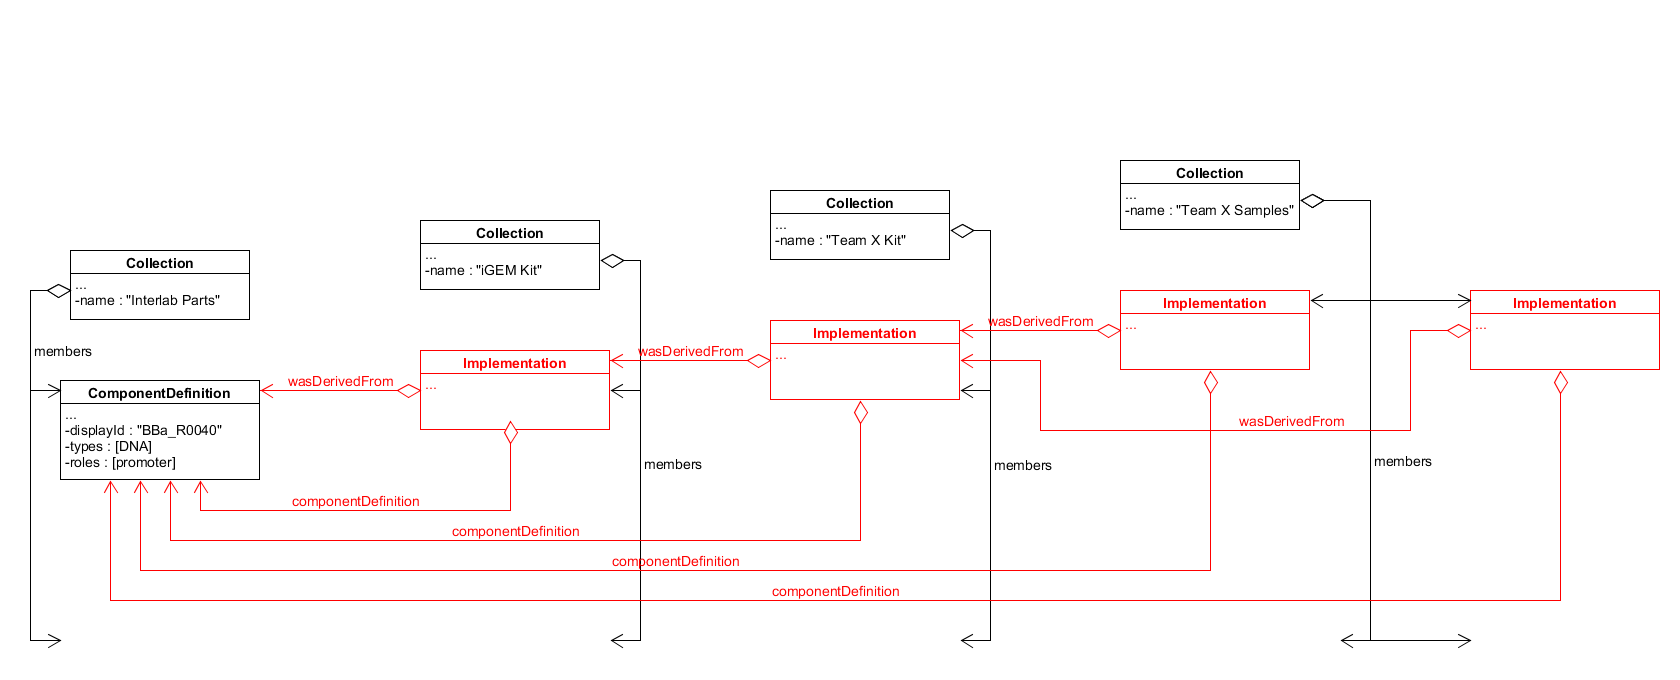 Collection
...
-name : "Team X Samples"
Collection
...
-name : "Team X Kit"
Collection
...
-name : "iGEM Kit"
Collection
...
-name : "Interlab Parts"
members
ComponentDefinition
...
-displayId : "BBa_R0040"
-types : [DNA]
-roles : [promoter]
wasDerivedFrom
Implementation
...
wasDerivedFrom
Implementation
...
wasDerivedFrom
Implementation
...
Implementation
...
wasDerivedFrom
members
members
members
componentDefinition
componentDefinition
componentDefinition
componentDefinition